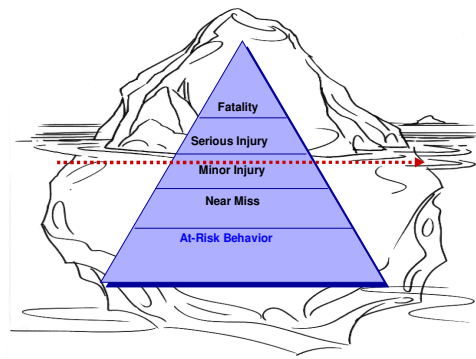 Fatality
Serious Injury
Minor Injury
Near Miss
At-Risk Behavior